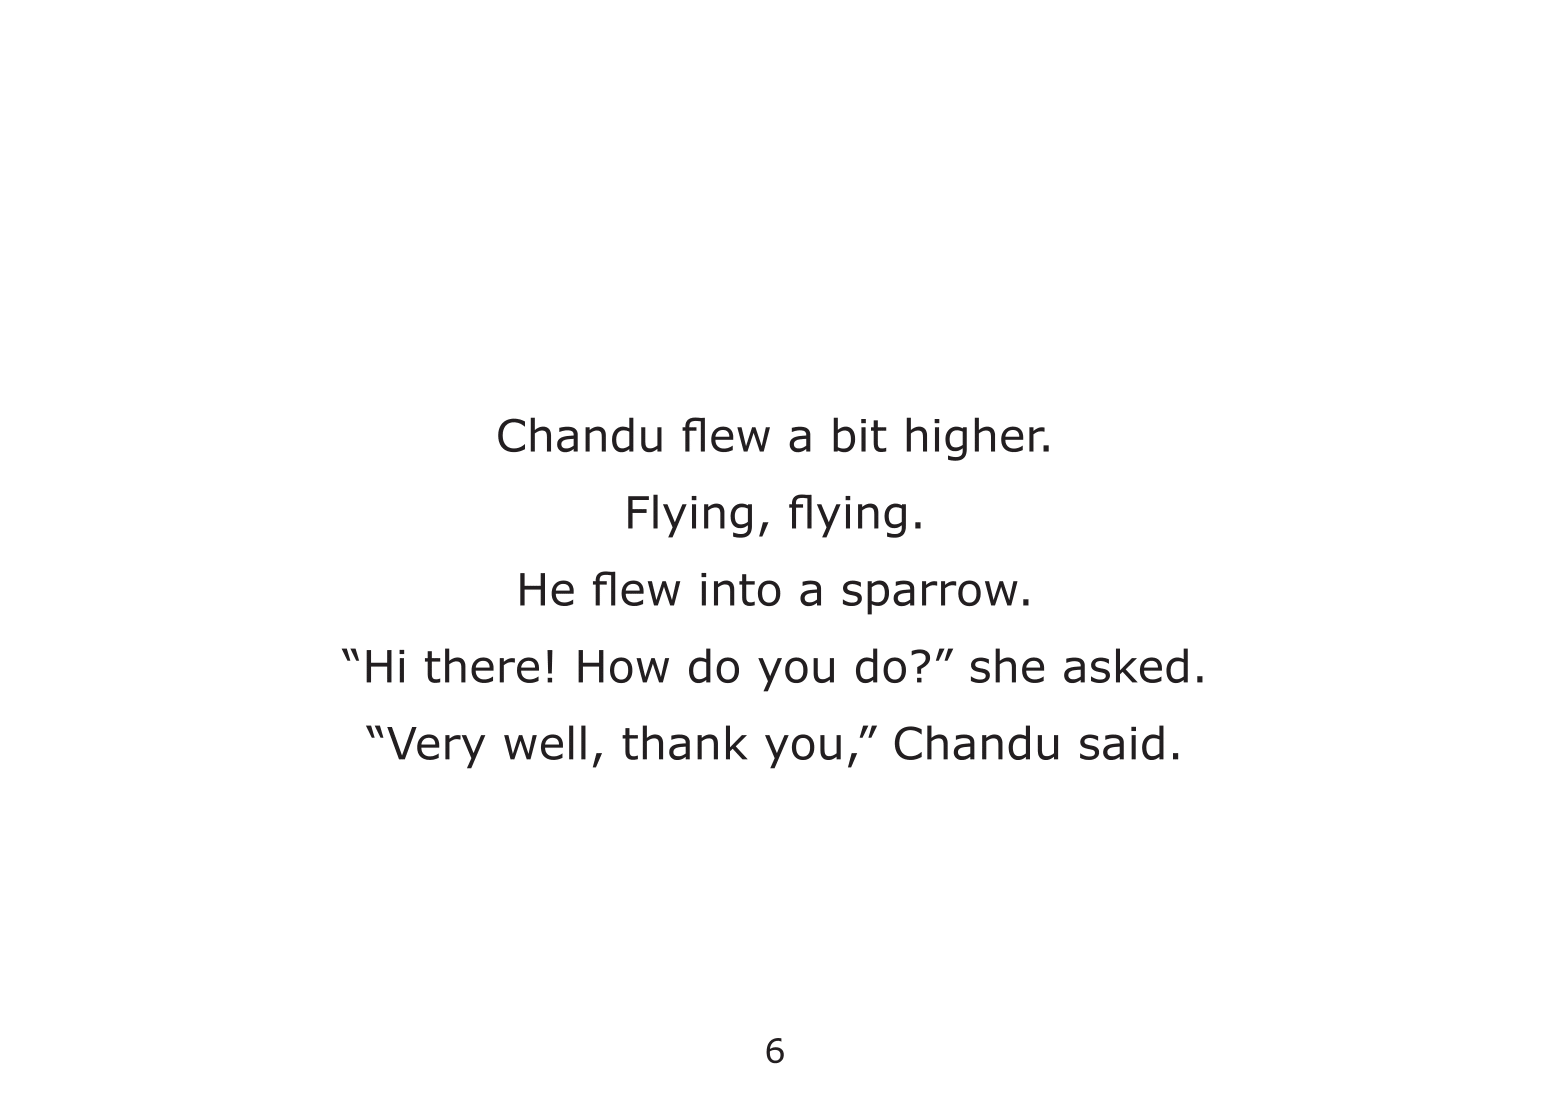 Chandu flew a bit higher.
Flying, flying.
He flew into a sparrow.
“Hi there! How do you do?” she asked.
“Very well, thank you,” Chandu said.
6